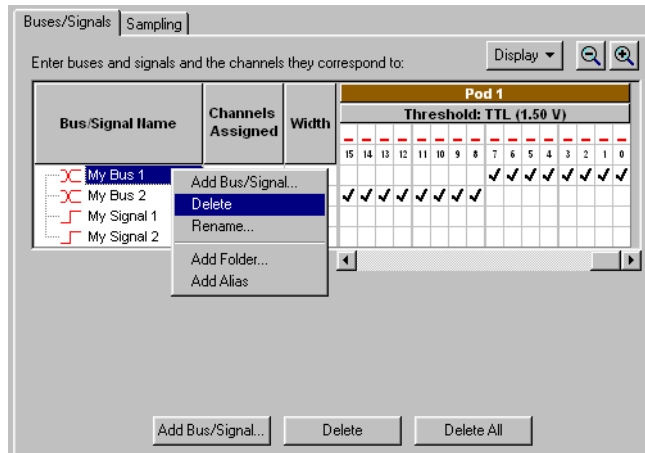 Buses/Signals Sampling
Enter buses and signals and the channels they correspond to:
Display
Bus/Signal Name
Channels Assigned
Width
Pod 1
Threshold: TTL (1.50 V)
15 14 13 12 11 10 9 8 7 6 5 4 3 2 1 0
My Bus 1
My Bus 2
My Signal 1
My Signal 2
Add Bus/Signal...
Delete
Rename...
Add Folder...
Add Alias
Add Bus/Signal... Delete Delete All